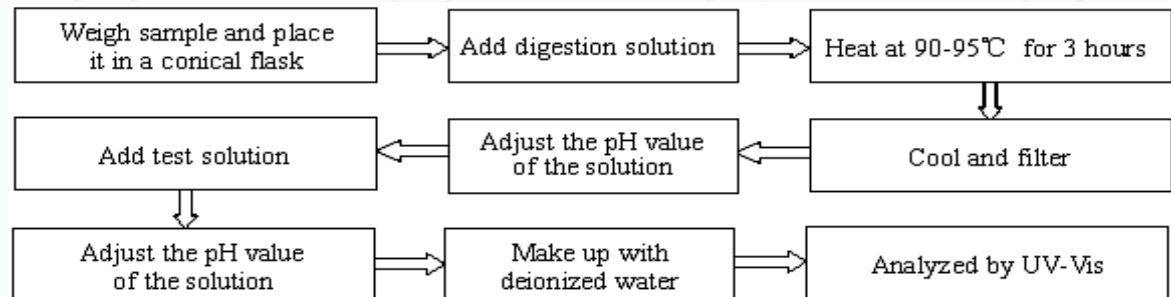 Weigh sample and place
it in a conical flask
Add digestion solution
Heat at 90-95℃ for 3 hours
Cool and filter
Adjust the pH value
of the solution
Add test solution
Adjust the pH value
of the solution
Make up with
deionized water
Analyzed by UV-Vis